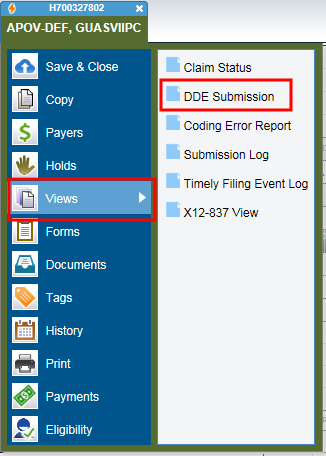 H700327802
APOV-DEF, GUASVIIPC
Save & Close
Copy
Payers
Holds
Views
Forms
Documents
Tags
History
Print
Payments
Eligibility
Claim Status
DDE Submission
Coding Error Report
Submission Log
Timely Filing Event Log
X12-837 View